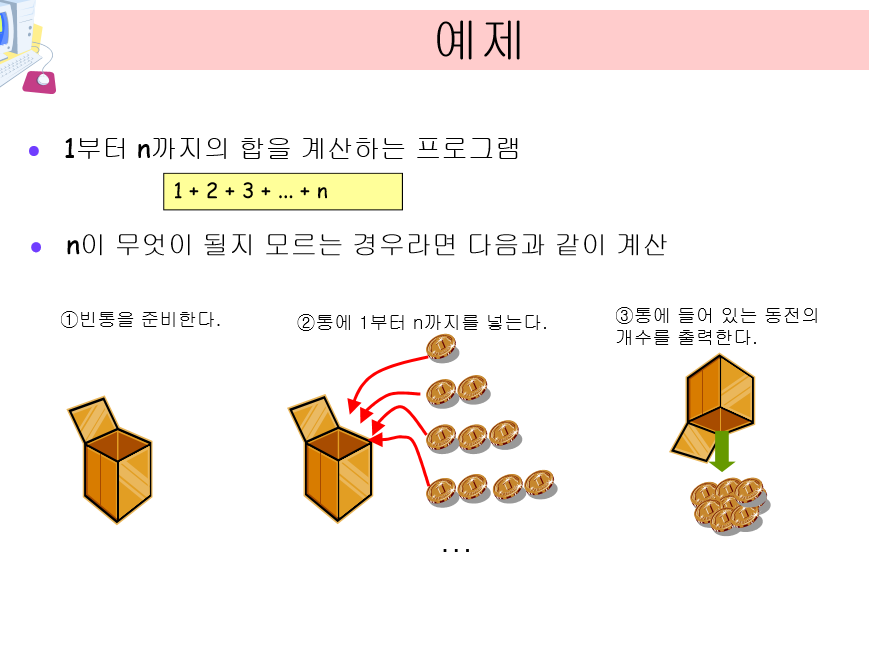 예제
• 1부터 n까지의 합을 계산하는 프로그램
1 + 2 + 3 + ... + n
• n이 무엇이 될지 모르는 경우라면 다음과 같이 계산
①빈통을 준비한다.
②통에 1부터 n까지를 넣는다.
③통에 들어 있는 동전의
개수를 출력한다.
...